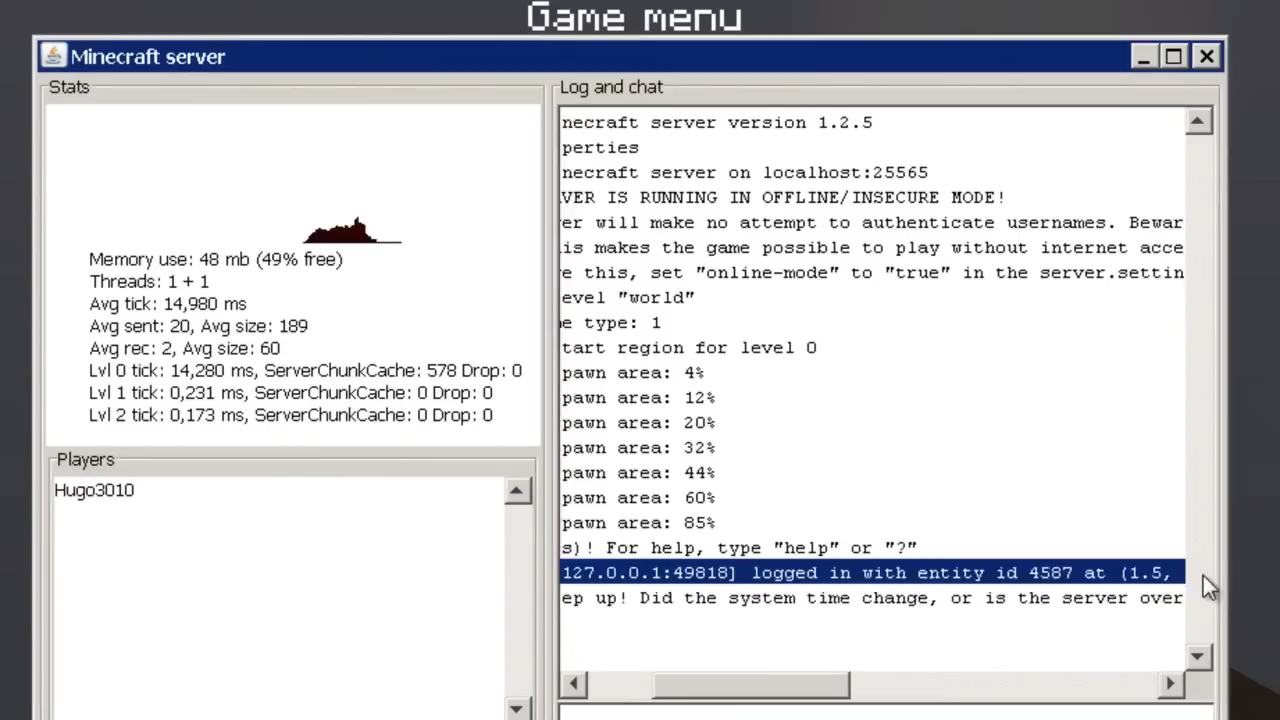 Game menu
Minecraft server
Stats
Memory use: 48 mb (49% free)
Threads: 1 + 1
Avg tick: 14,980 ms
Avg sent: 20, Avg size: 189
Avg rec: 2, Avg size: 60
Lvl 0 tick: 14,280 ms, ServerChunkCache: 578 Drop: 0
Lvl 1 tick: 0,231 ms, ServerChunkCache: 0 Drop: 0
Lvl 2 tick: 0,173 ms, ServerChunkCache: 0 Drop: 0
Players
Hugo3010
Log and chat
necraft server version 1.2.5
perties
necraft server on localhost:25565
VER IS RUNNING IN OFFLINE/INSECURE MODE!
er will make no attempt to authenticate usernames. Bewar
is makes the game possible to play without internet acce
e this, set "online-mode" to "true" in the server.settin
evel "world"
e type: 1
tart region for level 0
pawn area: 4%
pawn area: 12%
pawn area: 20%
pawn area: 32%
pawn area: 44%
pawn area: 60%
pawn area: 85%
s)! For help, type "help" or "?"
127.0.0.1:49818] logged in with entity id 4587 at (1.5,
ep up! Did the system time change, or is the server over